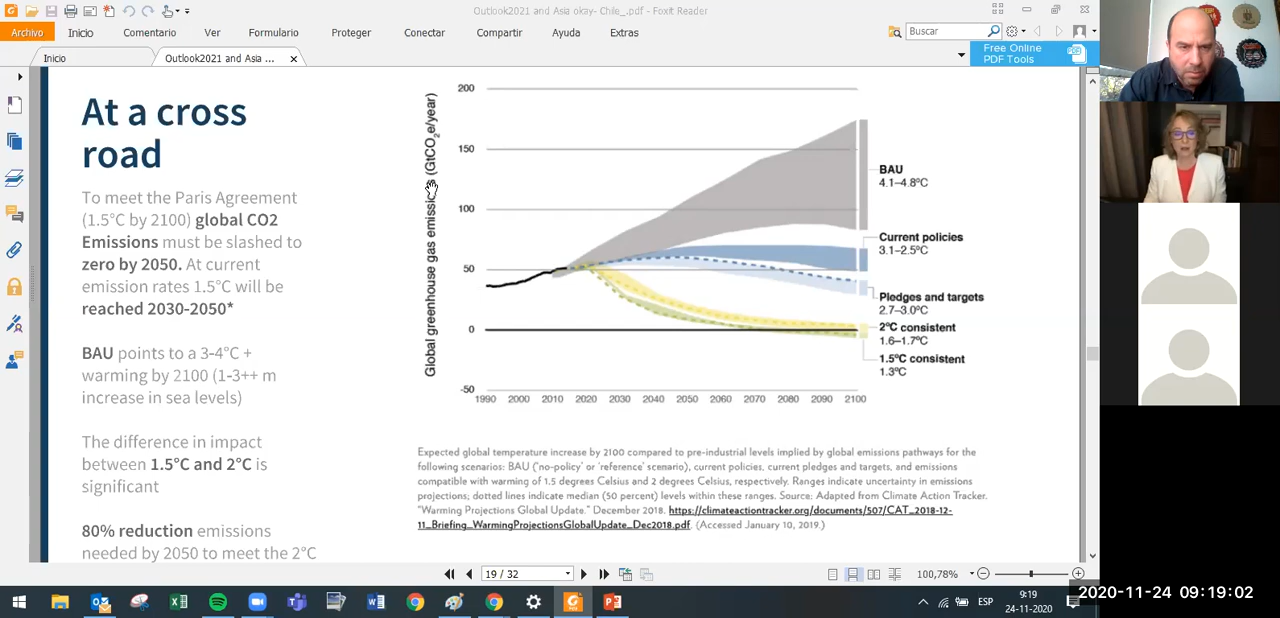 Outlook2021 and Asia okay- Chile_.pdf - Foxit Reader
Archivo Inicio Comentario Ver Formulario Proteger Conectar Compartir Ayuda Extras Buscar
Inicio Outlook2021 and Asia ... Free Online PDF Tools
At a cross
road
To meet the Paris Agreement
(1.5°C by 2100) global CO2
Emissions must be slashed to
zero by 2050. At current
emission rates 1.5°C will be
reached 2030-2050*
BAU points to a 3-4°C +
warming by 2100 (1-3++ m
increase in sea levels)
The difference in impact
between 1.5°C and 2°C is
significant
80% reduction emissions
needed by 2050 to meet the 2°C
Global greenhouse gas emissions (GtCO2e/year)
200
150
100
50
0
-50
1990 2000 2010 2020 2030 2040 2050 2060 2070 2080 2090 2100
BAU
4.1–4.8ºC
Current policies
3.1–2.5ºC
Pledges and targets
2.7–3.0ºC
2ºC consistent
1.6–1.7ºC
1.5ºC consistent
1.3ºC
Expected global temperature increase by 2100 compared to pre-industrial levels implied by global emissions pathways for the
following scenarios: BAU ('no-policy' or 'reference' scenario), current policies, current pledges and targets, and emissions
compatible with warming of 1.5 degrees Celsius and 2 degrees Celsius, respectively. Ranges indicate uncertainty in emissions
projections; dotted lines indicate median (50 percent) levels within these ranges. Source: Adapted from Climate Action Tracker.
"Warming Projections Global Update." December 2018. https://climateactiontracker.org/documents/507/CAT_2018-12-
11_Briefing_WarmingProjectionsGlobalUpdate_Dec2018.pdf. (Accessed January 10, 2019.)
19 / 32 100,78%
ESP 9:19
24-11-2020
2020-11-24 09:19:02